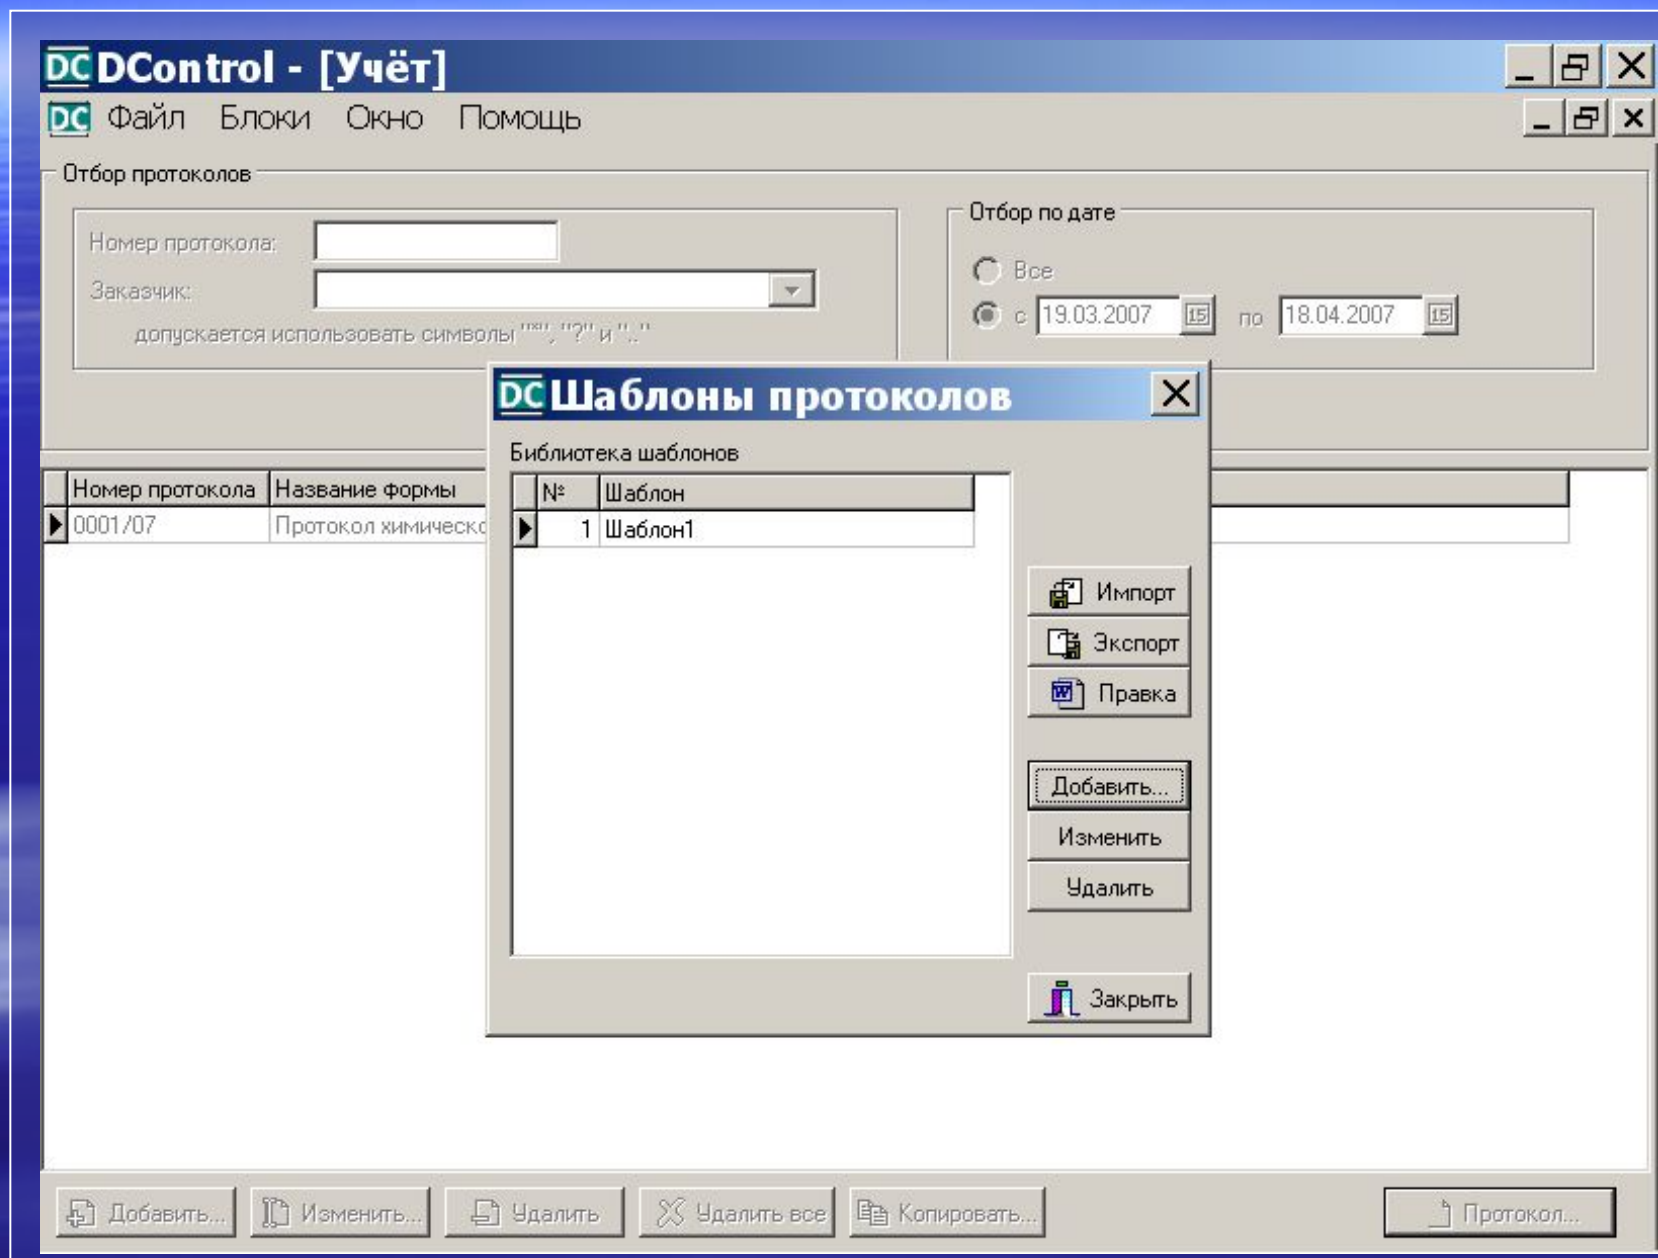 DC DControl - [Учёт]
DC Файл Блоки Окно Помощь
Отбор протоколов
Номер протокола:
Заказчик:
допускается использовать символы "*", "?" и ".."
Отбор по дате
Все
с 19.03.2007 15 по 18.04.2007 15
DC Шаблоны протоколов
Библиотека шаблонов
№ Шаблон
1 Шаблон1
Импорт
Экспорт
Правка
Добавить...
Изменить
Удалить
Закрыть
Номер протокола Название формы
0001/07 Протокол химическо
Добавить... Изменить... Удалить Удалить все Копировать... Протокол...